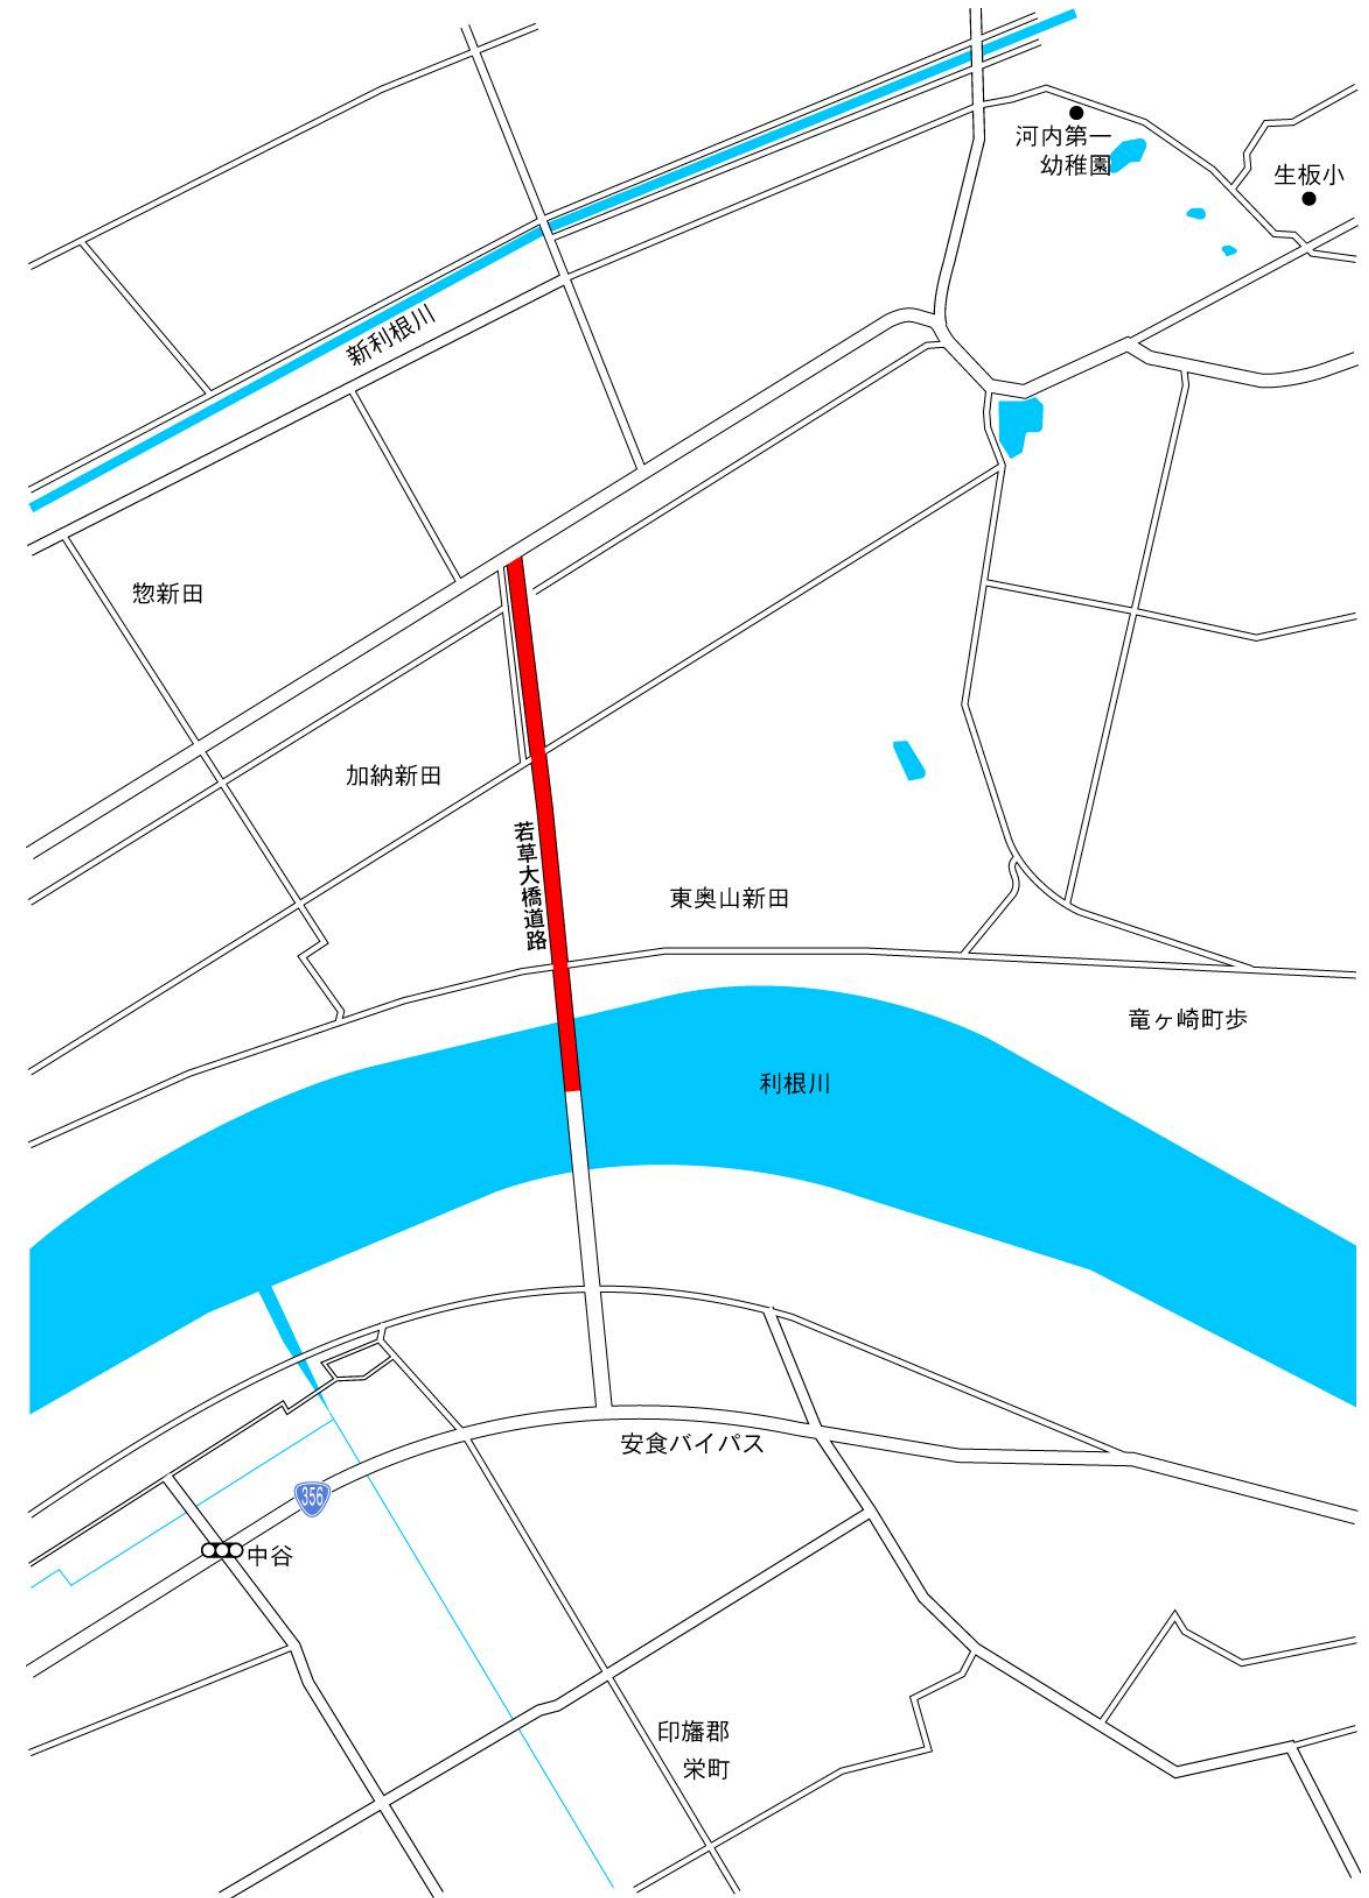 河内第一
幼稚園
生板小
新利根川
惣新田
加納新田
若草大橋道路
東奥山新田
竜ヶ崎町歩
利根川
安食バイパス
356
中谷
印旛郡
栄町